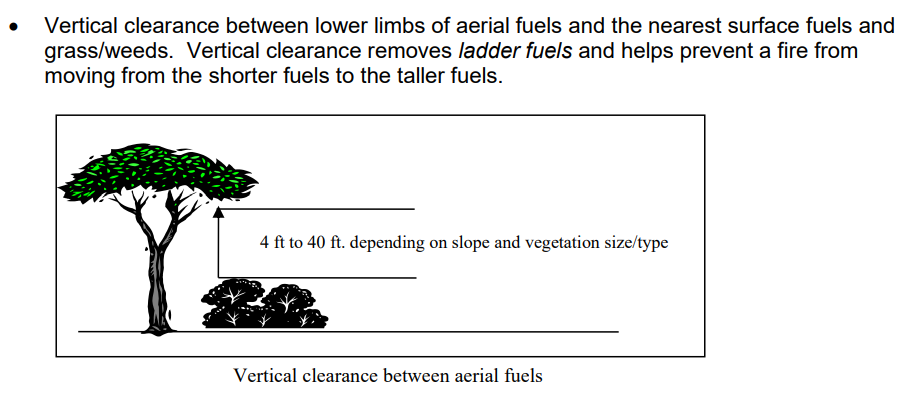 • Vertical clearance between lower limbs of aerial fuels and the nearest surface fuels and
grass/weeds.  Vertical clearance removes ladder fuels and helps prevent a fire from
moving from the shorter fuels to the taller fuels.
4 ft to 40 ft. depending on slope and vegetation size/type
Vertical clearance between aerial fuels